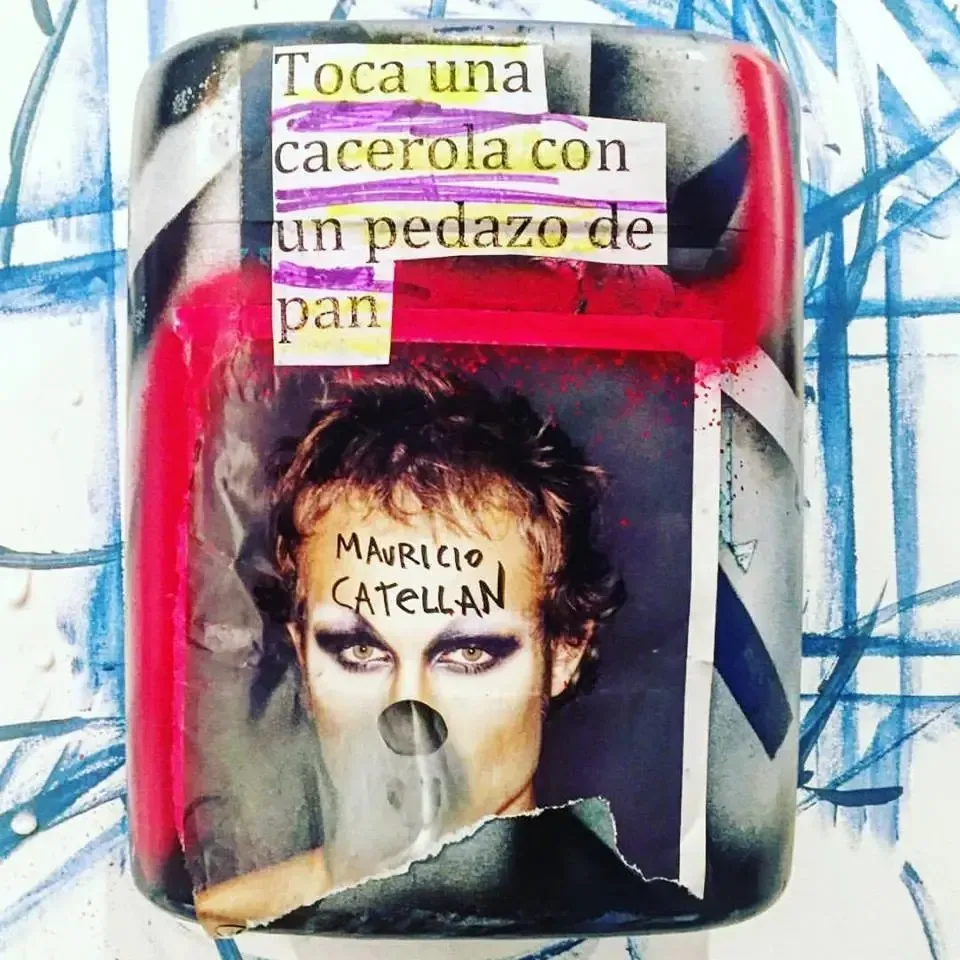 Toca una
cacerola con
un pedazo de
pan
MAURICIO
CATeLLAN